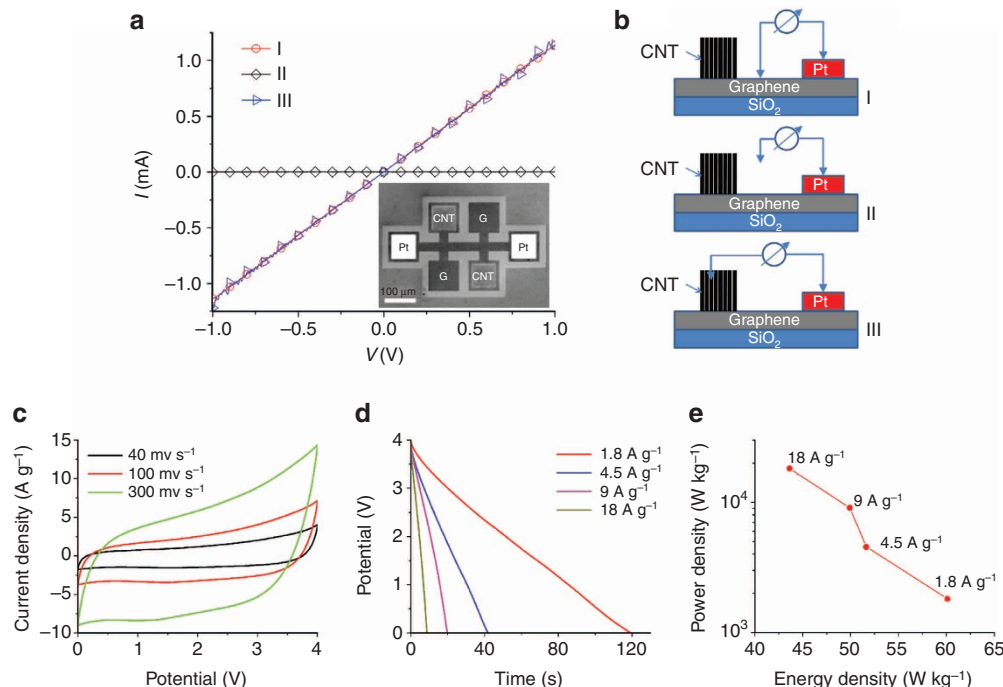 a
I
II
III
1.0
0.5
0.0
−0.5
−1.0
I (mA)
−1.0
−0.5
0.0
0.5
1.0
V (V)
CNT
G
Pt
Pt
G
CNT
100 μm
b
CNT
Pt
Graphene
SiO₂
I
CNT
Pt
Graphene
SiO₂
II
CNT
Pt
Graphene
SiO₂
III
c
15
10
5
0
−5
−10
Current density (A g⁻¹)
40 mv s⁻¹
100 mv s⁻¹
300 mv s⁻¹
0
1
2
3
4
Potential (V)
d
4
3
2
1
0
Potential (V)
1.8 A g⁻¹
4.5 A g⁻¹
9 A g⁻¹
18 A g⁻¹
0
40
80
120
Time (s)
e
10⁴
10³
Power density (W kg⁻¹)
18 A g⁻¹
9 A g⁻¹
4.5 A g⁻¹
1.8 A g⁻¹
40
45
50
55
60
65
Energy density (W kg⁻¹)